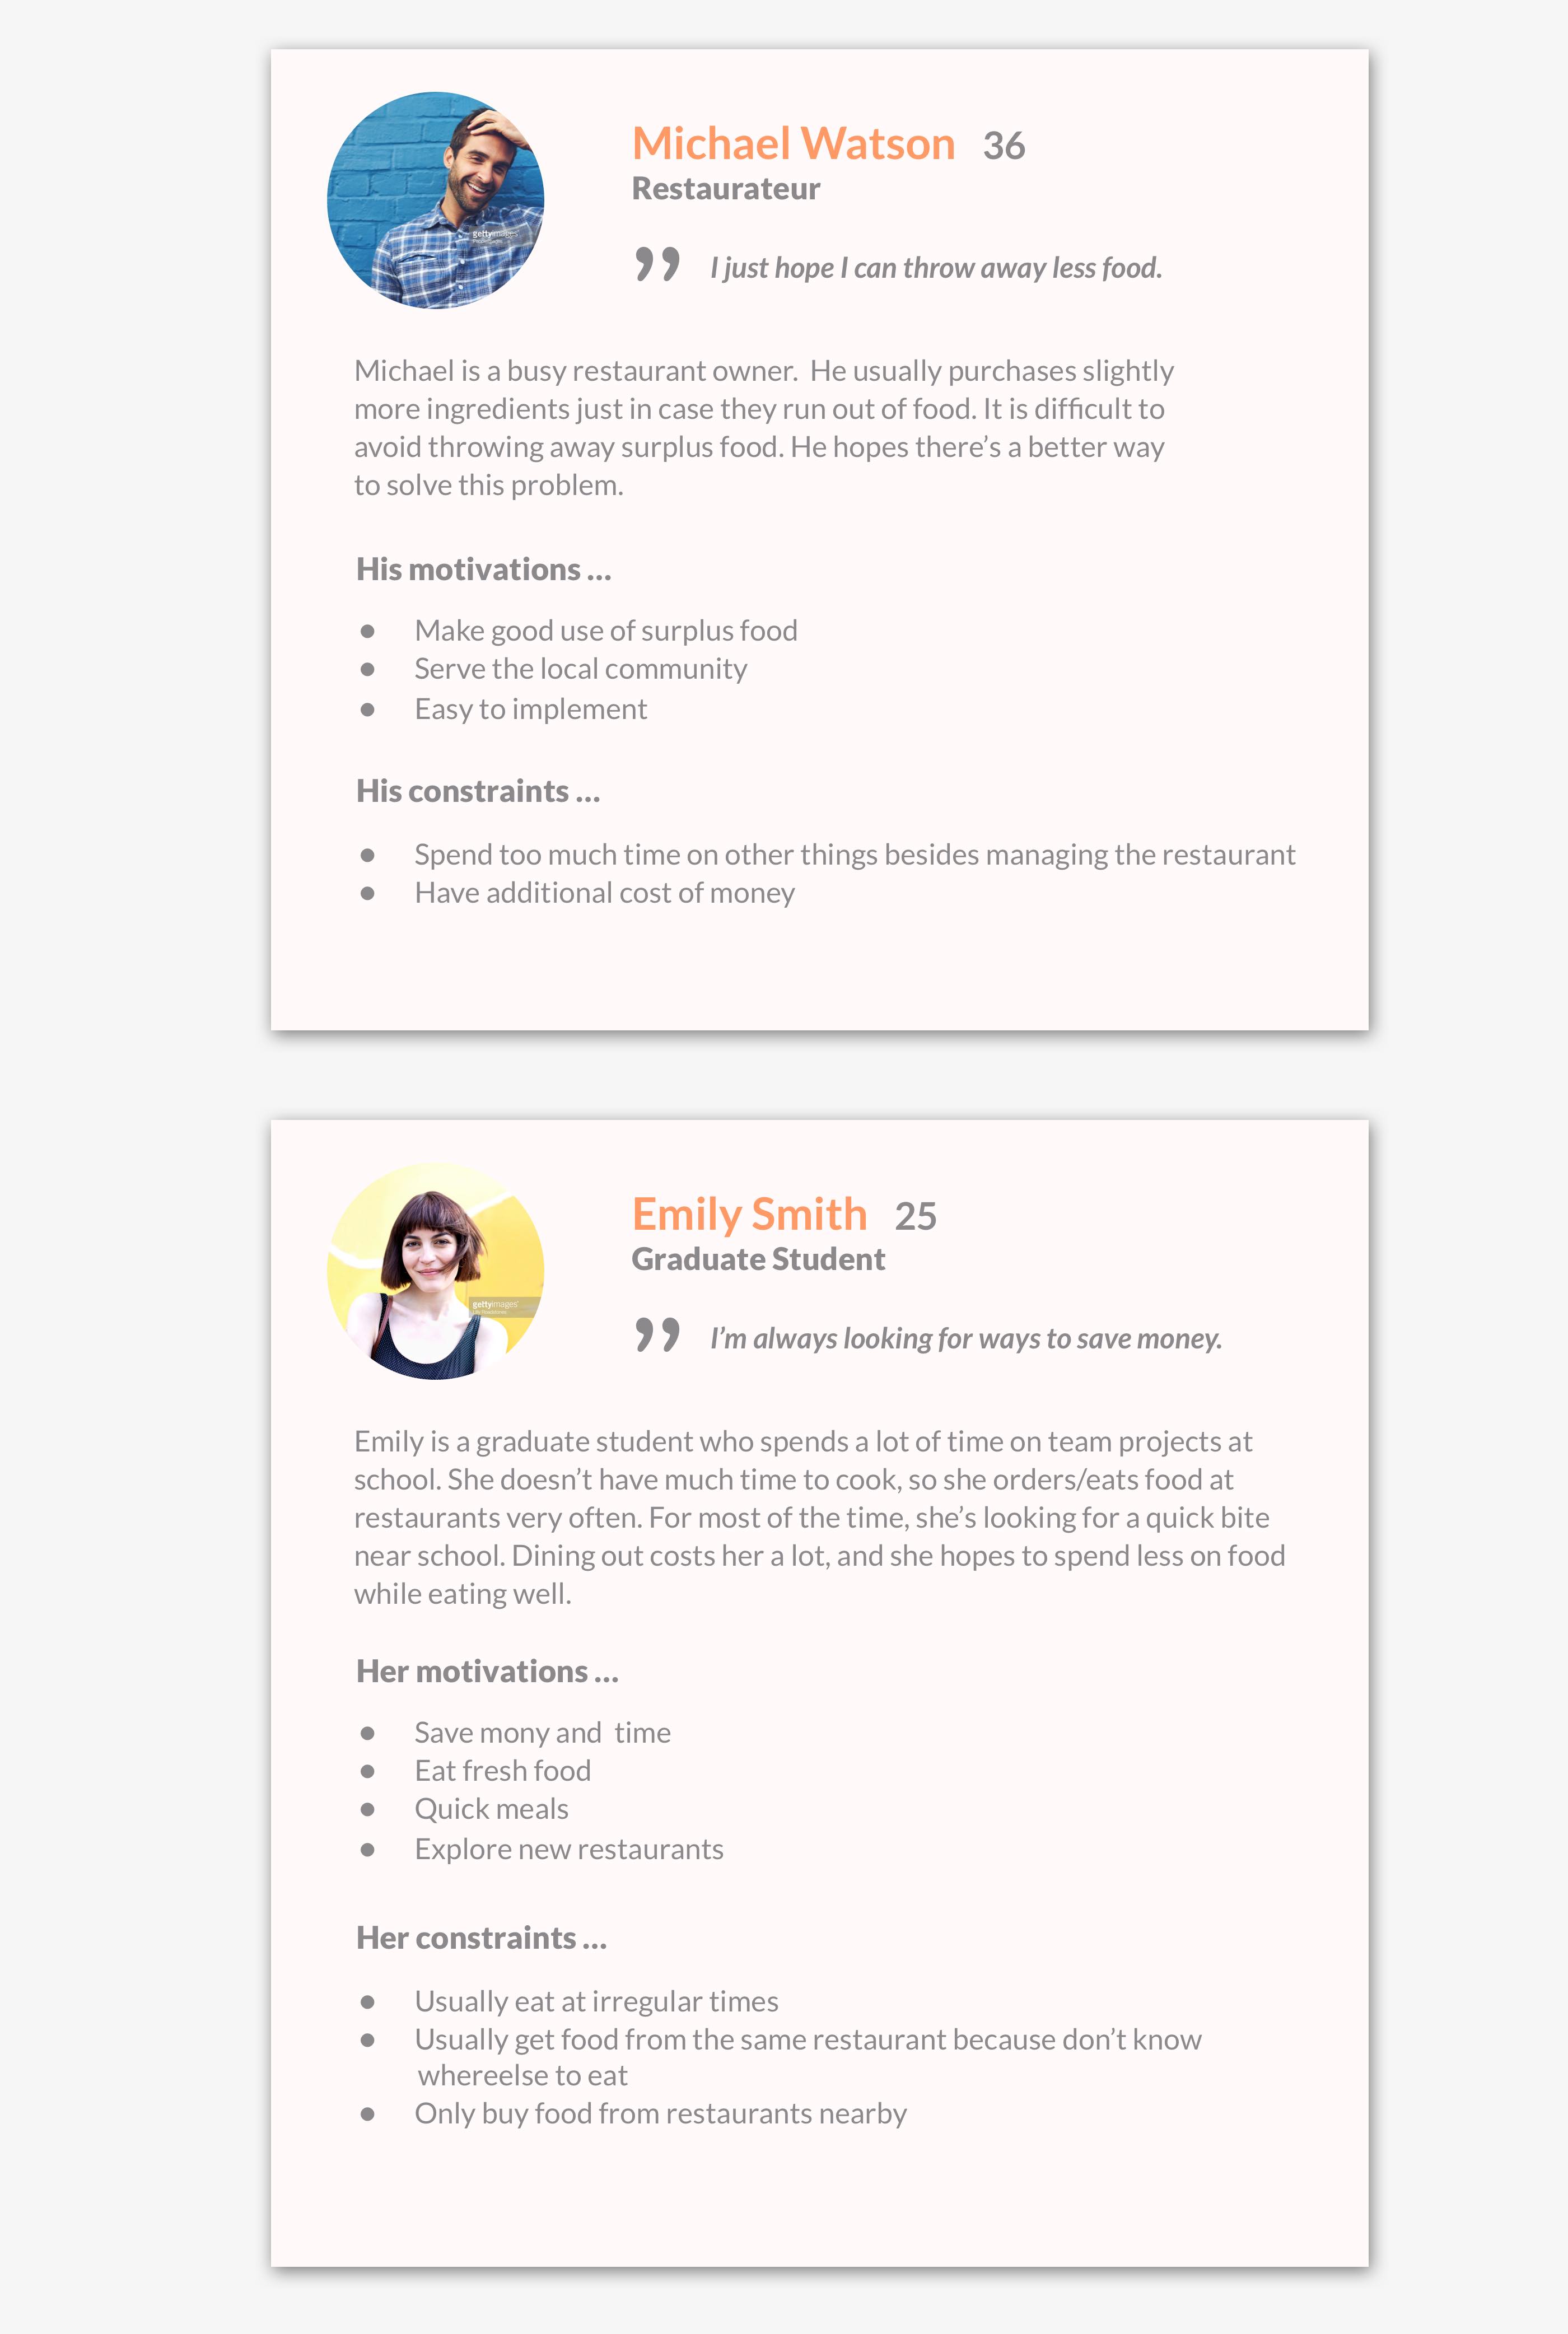 gettyimages
Michael Watson 36
Restaurateur
” I just hope I can throw away less food.
Michael is a busy restaurant owner.  He usually purchases slightly
more ingredients just in case they run out of food. It is difficult to
avoid throwing away surplus food. He hopes there’s a better way
to solve this problem.
His motivations ...
● Make good use of surplus food
● Serve the local community
● Easy to implement
His constraints ...
● Spend too much time on other things besides managing the restaurant
● Have additional cost of money
gettyimages
Emily Smith 25
Graduate Student
” I’m always looking for ways to save money.
Emily is a graduate student who spends a lot of time on team projects at
school. She doesn’t have much time to cook, so she orders/eats food at
restaurants very often. For most of the time, she’s looking for a quick bite
near school. Dining out costs her a lot, and she hopes to spend less on food
while eating well.
Her motivations ...
● Save mony and  time
● Eat fresh food
● Quick meals
● Explore new restaurants
Her constraints ...
● Usually eat at irregular times
● Usually get food from the same restaurant because don’t know
whereelse to eat
● Only buy food from restaurants nearby